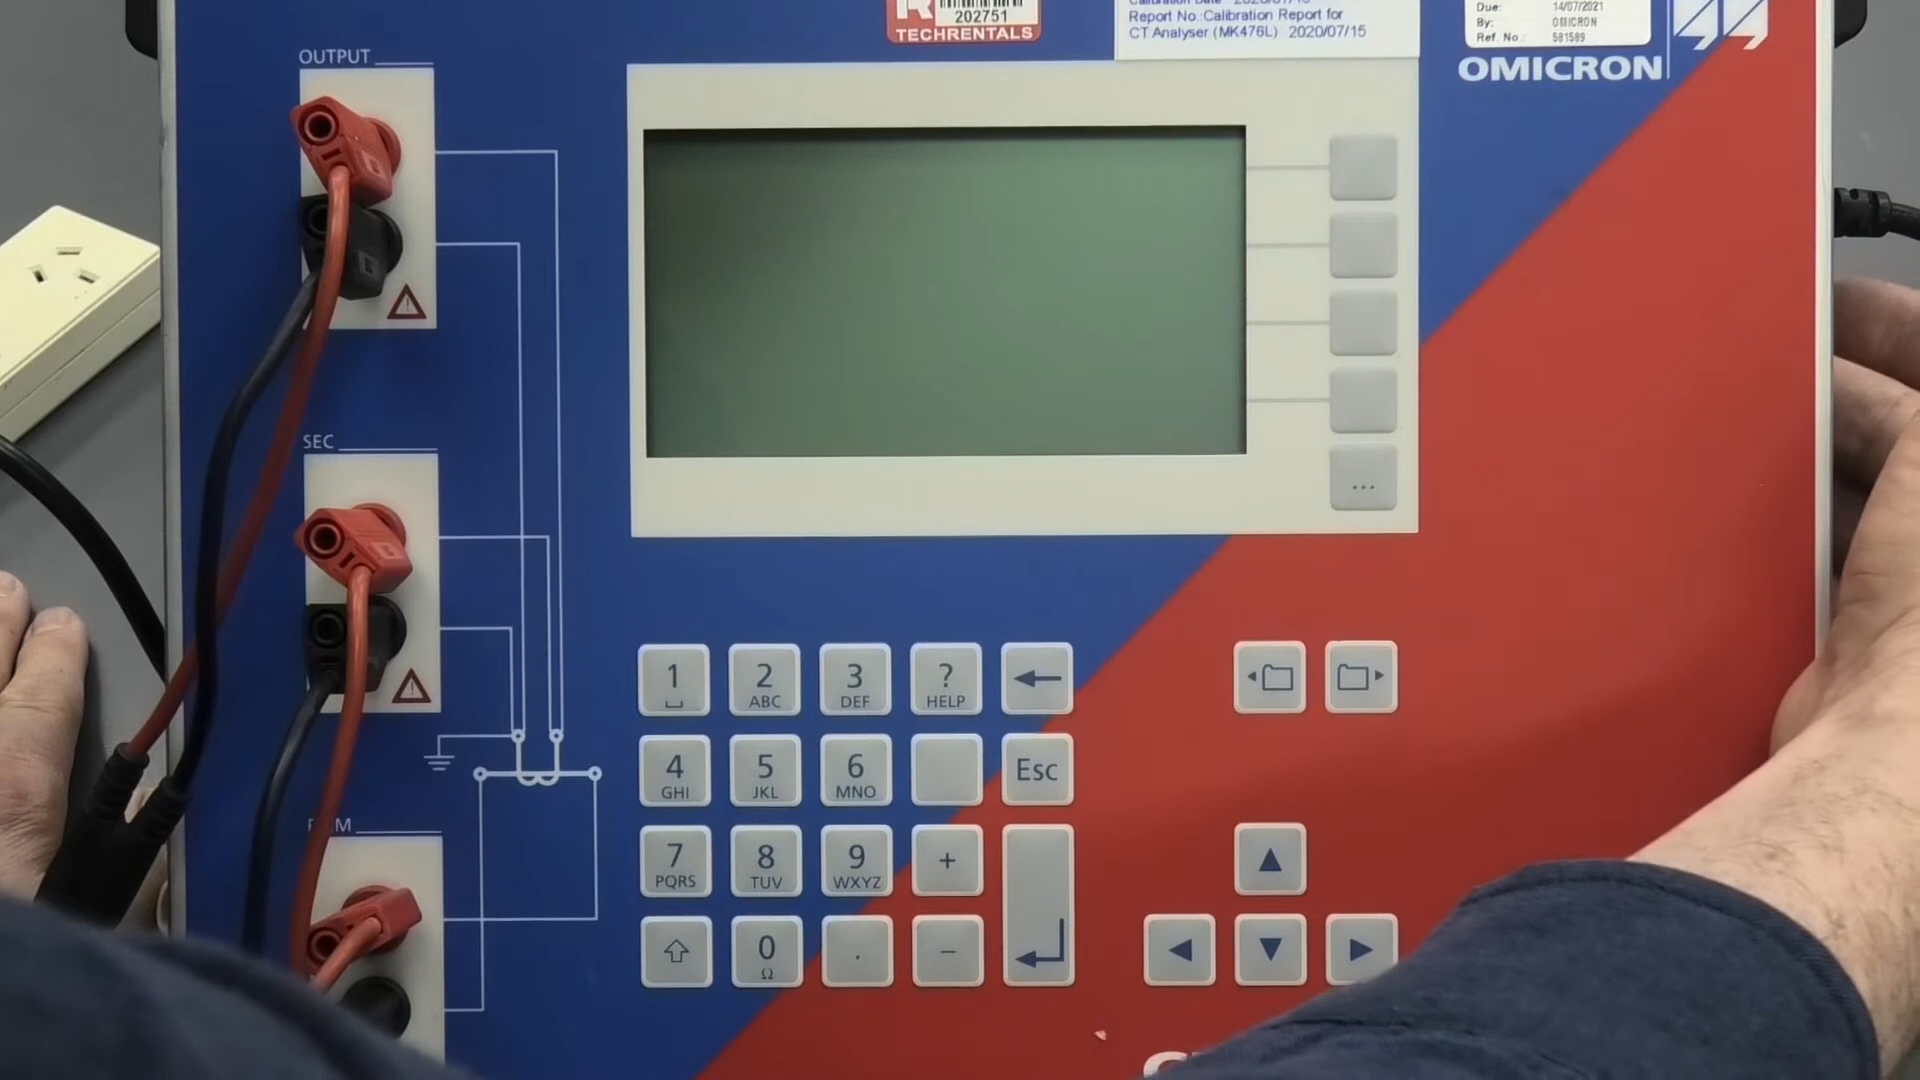 202751
TECHRENTALS
Report No.:Calibration Report for
CT Analyser (MK476L) 2020/07/15
Due: 14/07/2021
By: OMICRON
Ref. No.: 581589
OMICRON
OUTPUT
SEC
1
2 ABC
3 DEF
? HELP
4 GHI
5 JKL
6 MNO
Esc
7 PQRS
8 TUV
9 WXYZ
+
0 Ω
.
−
...